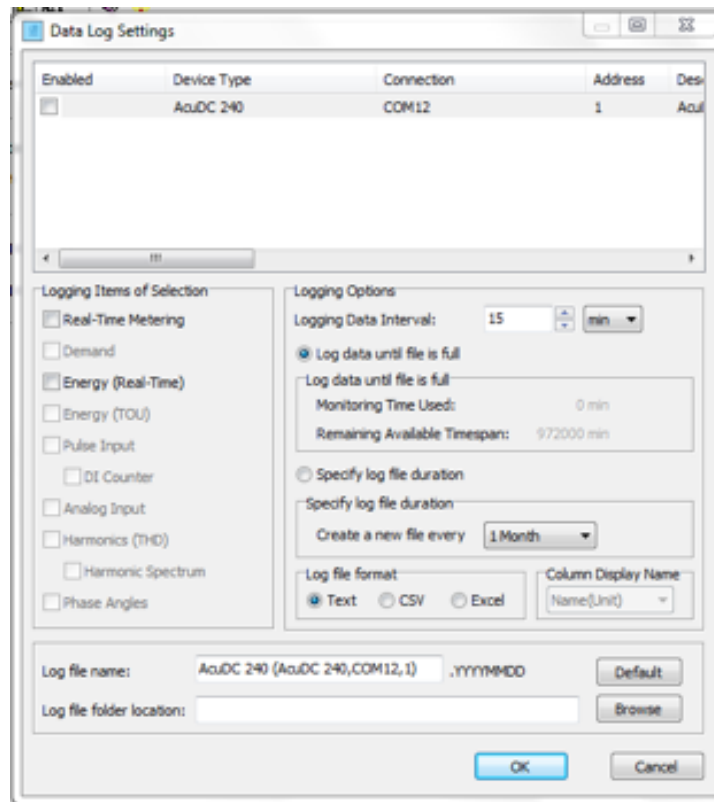 Data Log Settings
Enabled Device Type Connection Address
AcuDC 240 COM12 1
Logging Items of Selection
Real-Time Metering
Demand
Energy (Real-Time)
Energy (TOU)
Pulse Input
DI Counter
Analog Input
Harmonics (THD)
Harmonic Spectrum
Phase Angles
Logging Options
Logging Data Interval: 15 min
Log data until file is full
Log data until file is full
Monitoring Time Used: 0 min
Remaining Available Timespan: 972000 min
Specify log file duration
Specify log file duration
Create a new file every 1 Month
Log file format
Text CSV Excel
Column Display Name
Name(Unit)
Log file name: AcuDC 240 (AcuDC 240,COM12,1) .YYYYMMDD Default
Log file folder location: Browse
OK Cancel